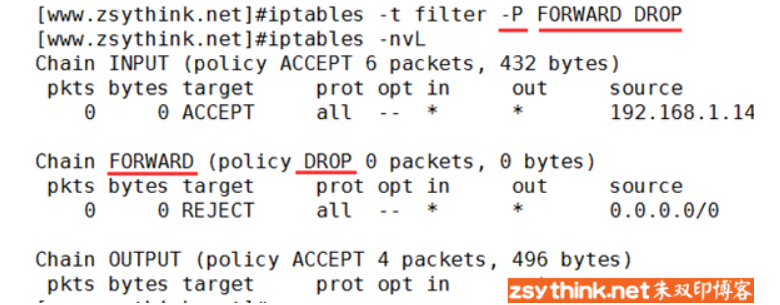 [www.zsythink.net]#iptables -t filter -P FORWARD DROP
[www.zsythink.net]#iptables -nvL
Chain INPUT (policy ACCEPT 6 packets, 432 bytes)
pkts bytes target prot opt in out source
0 0 ACCEPT all -- * * 192.168.1.14
Chain FORWARD (policy DROP 0 packets, 0 bytes)
pkts bytes target prot opt in out source
0 0 REJECT all -- * * 0.0.0.0/0
Chain OUTPUT (policy ACCEPT 4 packets, 496 bytes)
pkts bytes target prot opt in
zsythink.net朱双印博客